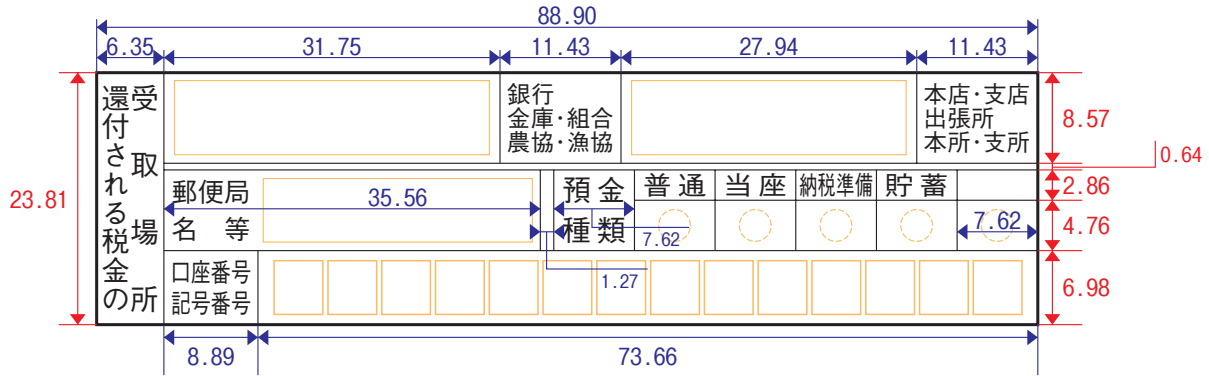 88.90
6.35
31.75
11.43
27.94
11.43
23.81
還付される税金の
受取場所
銀行
金庫・組合
農協・漁協
本店・支店
出張所
本所・支所
8.57
0.64
郵便局
名 等
35.56
預金
種類
普通
当座
納税準備
貯蓄
2.86
7.62
7.62
4.76
1.27
口座番号
記号番号
6.98
8.89
73.66